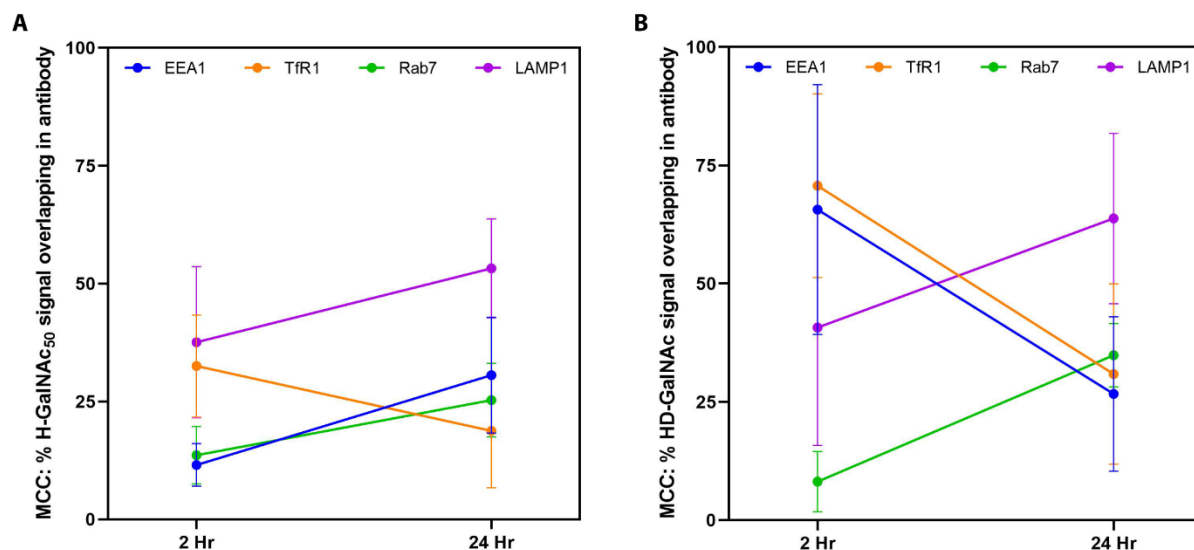 A
MCC: % H-GalNAc₅₀ signal overlapping in antibody
100
75
50
25
0
EEA1 TfR1 Rab7 LAMP1
2 Hr 24 Hr
B
MCC: % HD-GalNAc signal overlapping in antibody
100
75
50
25
0
EEA1 TfR1 Rab7 LAMP1
2 Hr 24 Hr